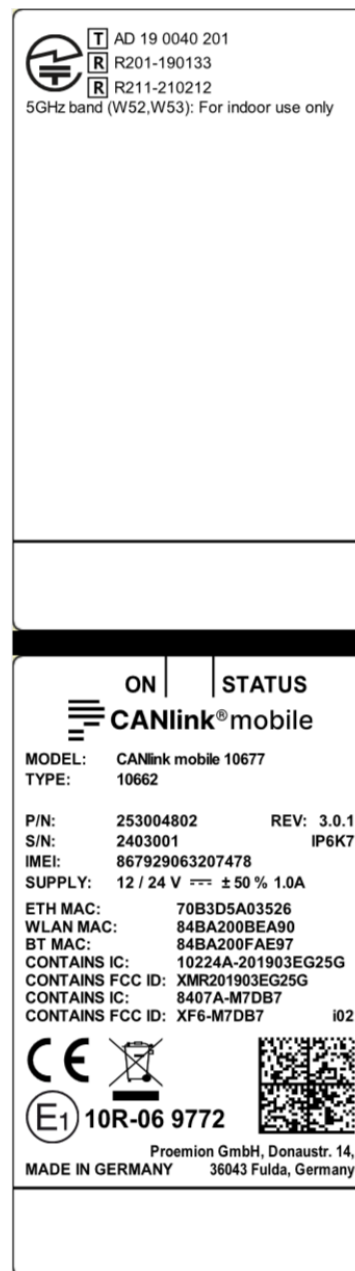 T AD 19 0040 201
R R201-190133
R R211-210212
5GHz band (W52,W53): For indoor use only
ON STATUS
CANlink® mobile
MODEL: CANlink mobile 10677
TYPE: 10662
P/N: 253004802 REV: 3.0.1
S/N: 2403001 IP6K7
IMEI: 867929063207478
SUPPLY: 12 / 24 V ⎓ ± 50 % 1.0A
ETH MAC: 70B3D5A03526
WLAN MAC: 84BA200BEA90
BT MAC: 84BA200FAE97
CONTAINS IC: 10224A-201903EG25G
CONTAINS FCC ID: XMR201903EG25G
CONTAINS IC: 8407A-M7DB7
CONTAINS FCC ID: XF6-M7DB7 i02
CE
E1 10R-06 9772
Proemion GmbH, Donaustr. 14,
MADE IN GERMANY 36043 Fulda, Germany